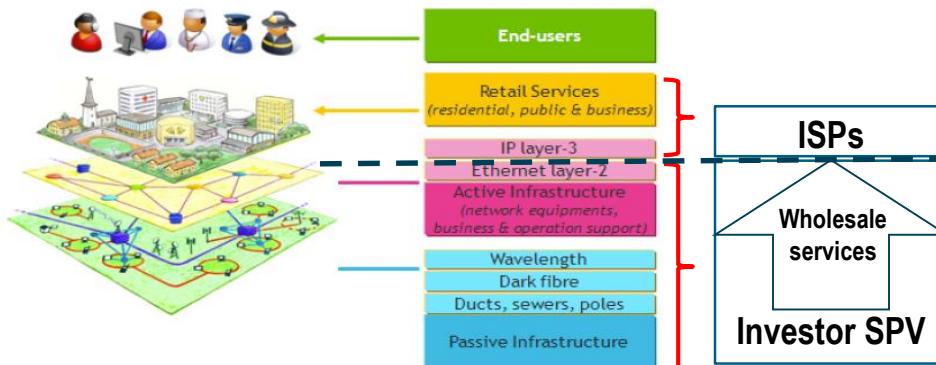 End-users
Retail Services
(residential, public & business)
IP layer-3
Ethernet layer-2
Active Infrastructure
(network equipments,
business & operation support)
Wavelength
Dark fibre
Ducts, sewers, poles
Passive Infrastructure
ISPs
Wholesale
services
Investor SPV